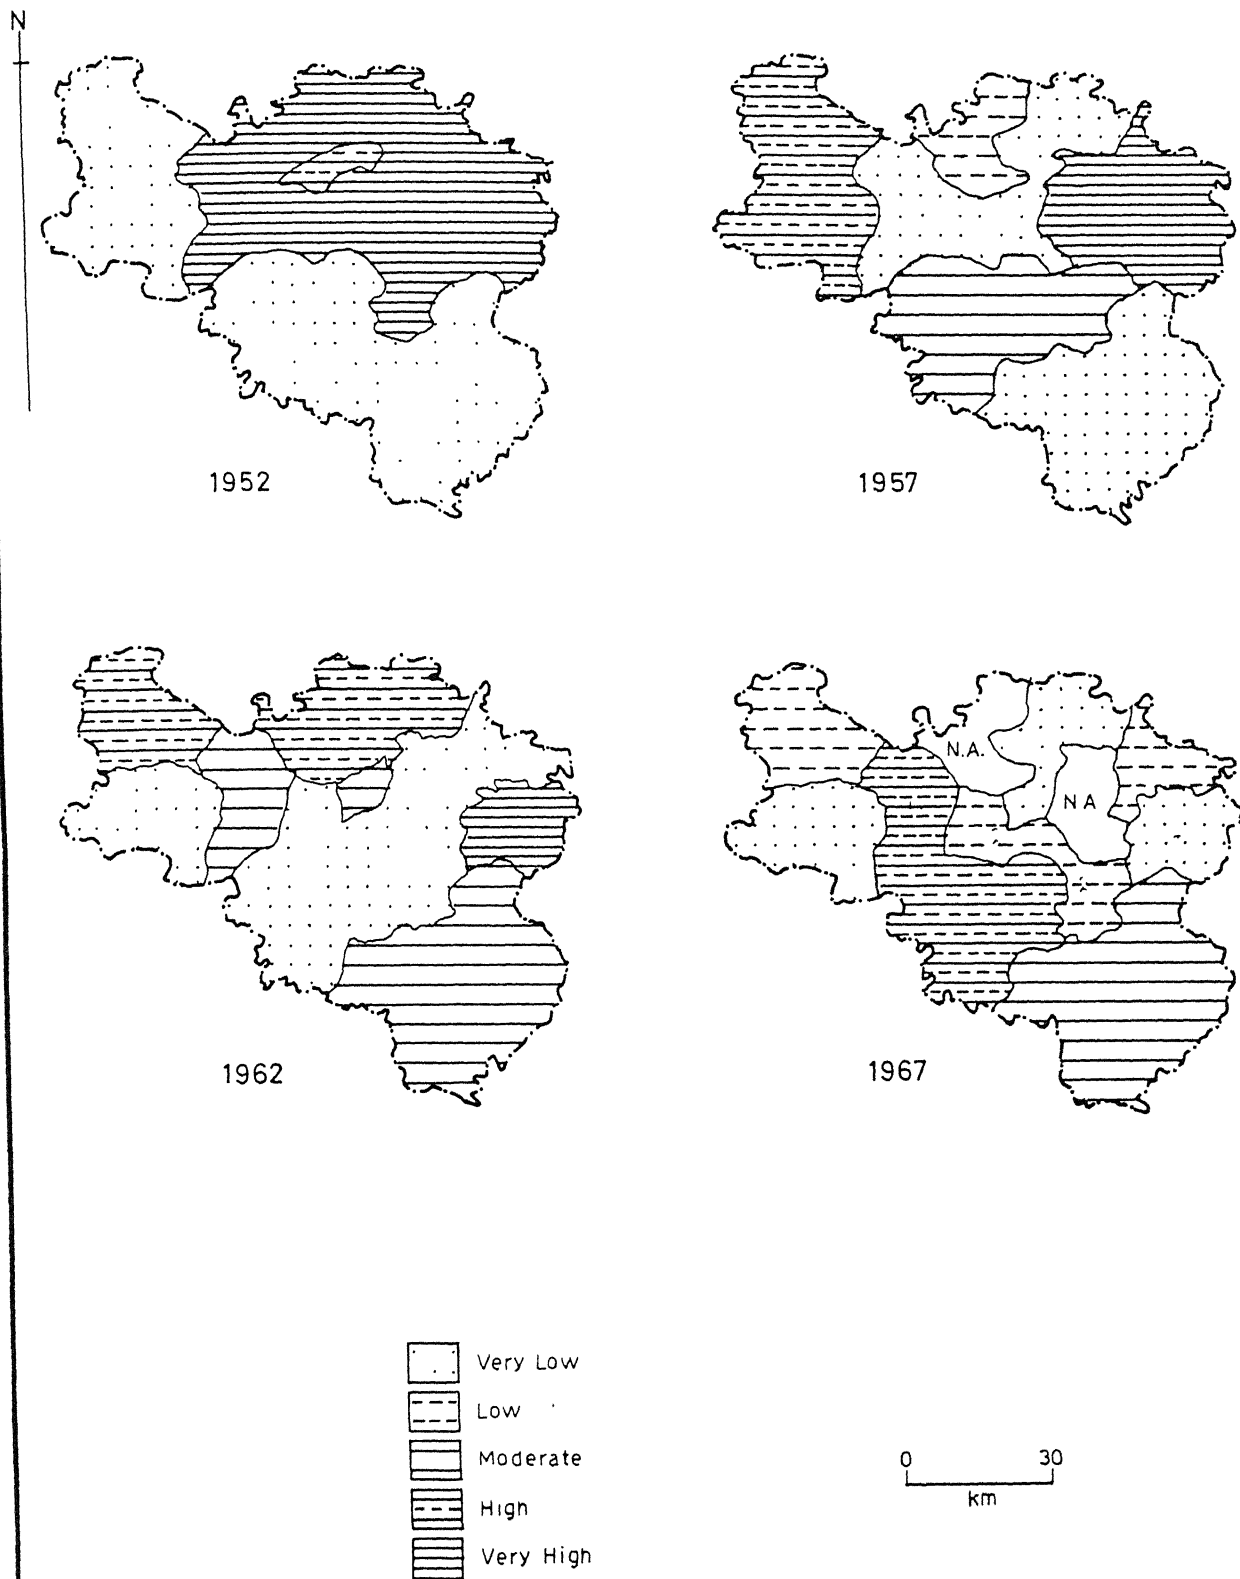 N
1952
1957
N.A.
N A
1962
1967
Very Low
Low
Moderate
High
Very High
0 30
km